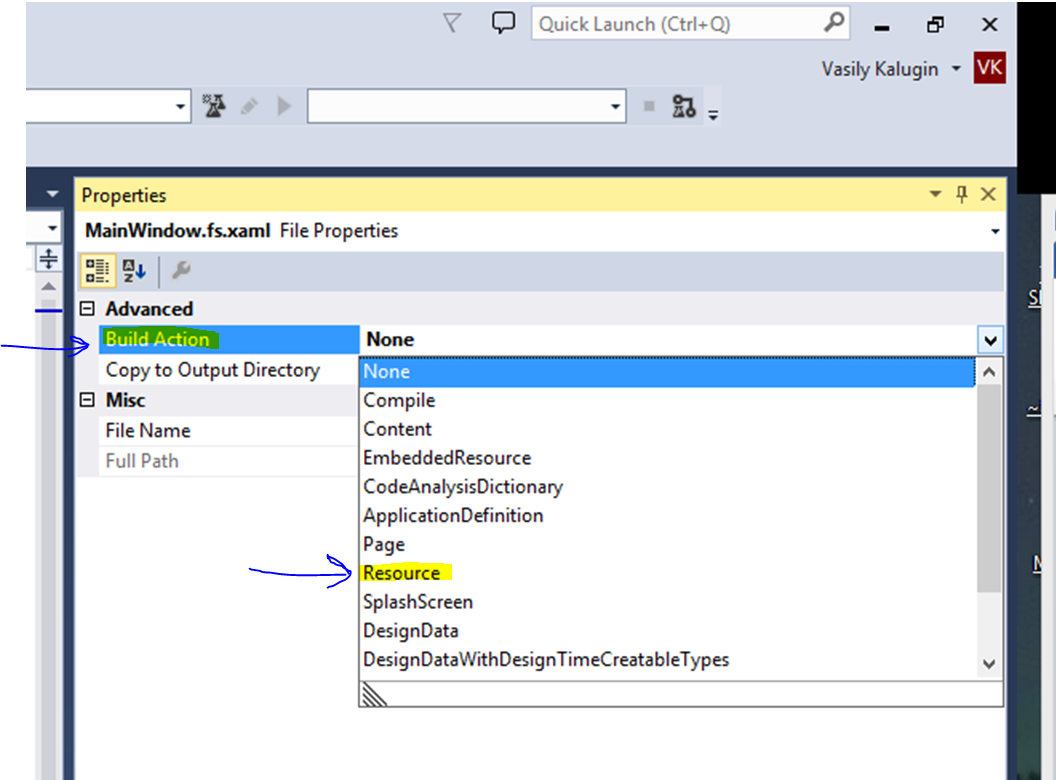 Quick Launch (Ctrl+Q)
Vasily Kalugin VK
Properties
MainWindow.fs.xaml File Properties
Advanced
Build Action None
Copy to Output Directory
Misc
File Name
Full Path
None
Compile
Content
EmbeddedResource
CodeAnalysisDictionary
ApplicationDefinition
Page
Resource
SplashScreen
DesignData
DesignDataWithDesignTimeCreatableTypes